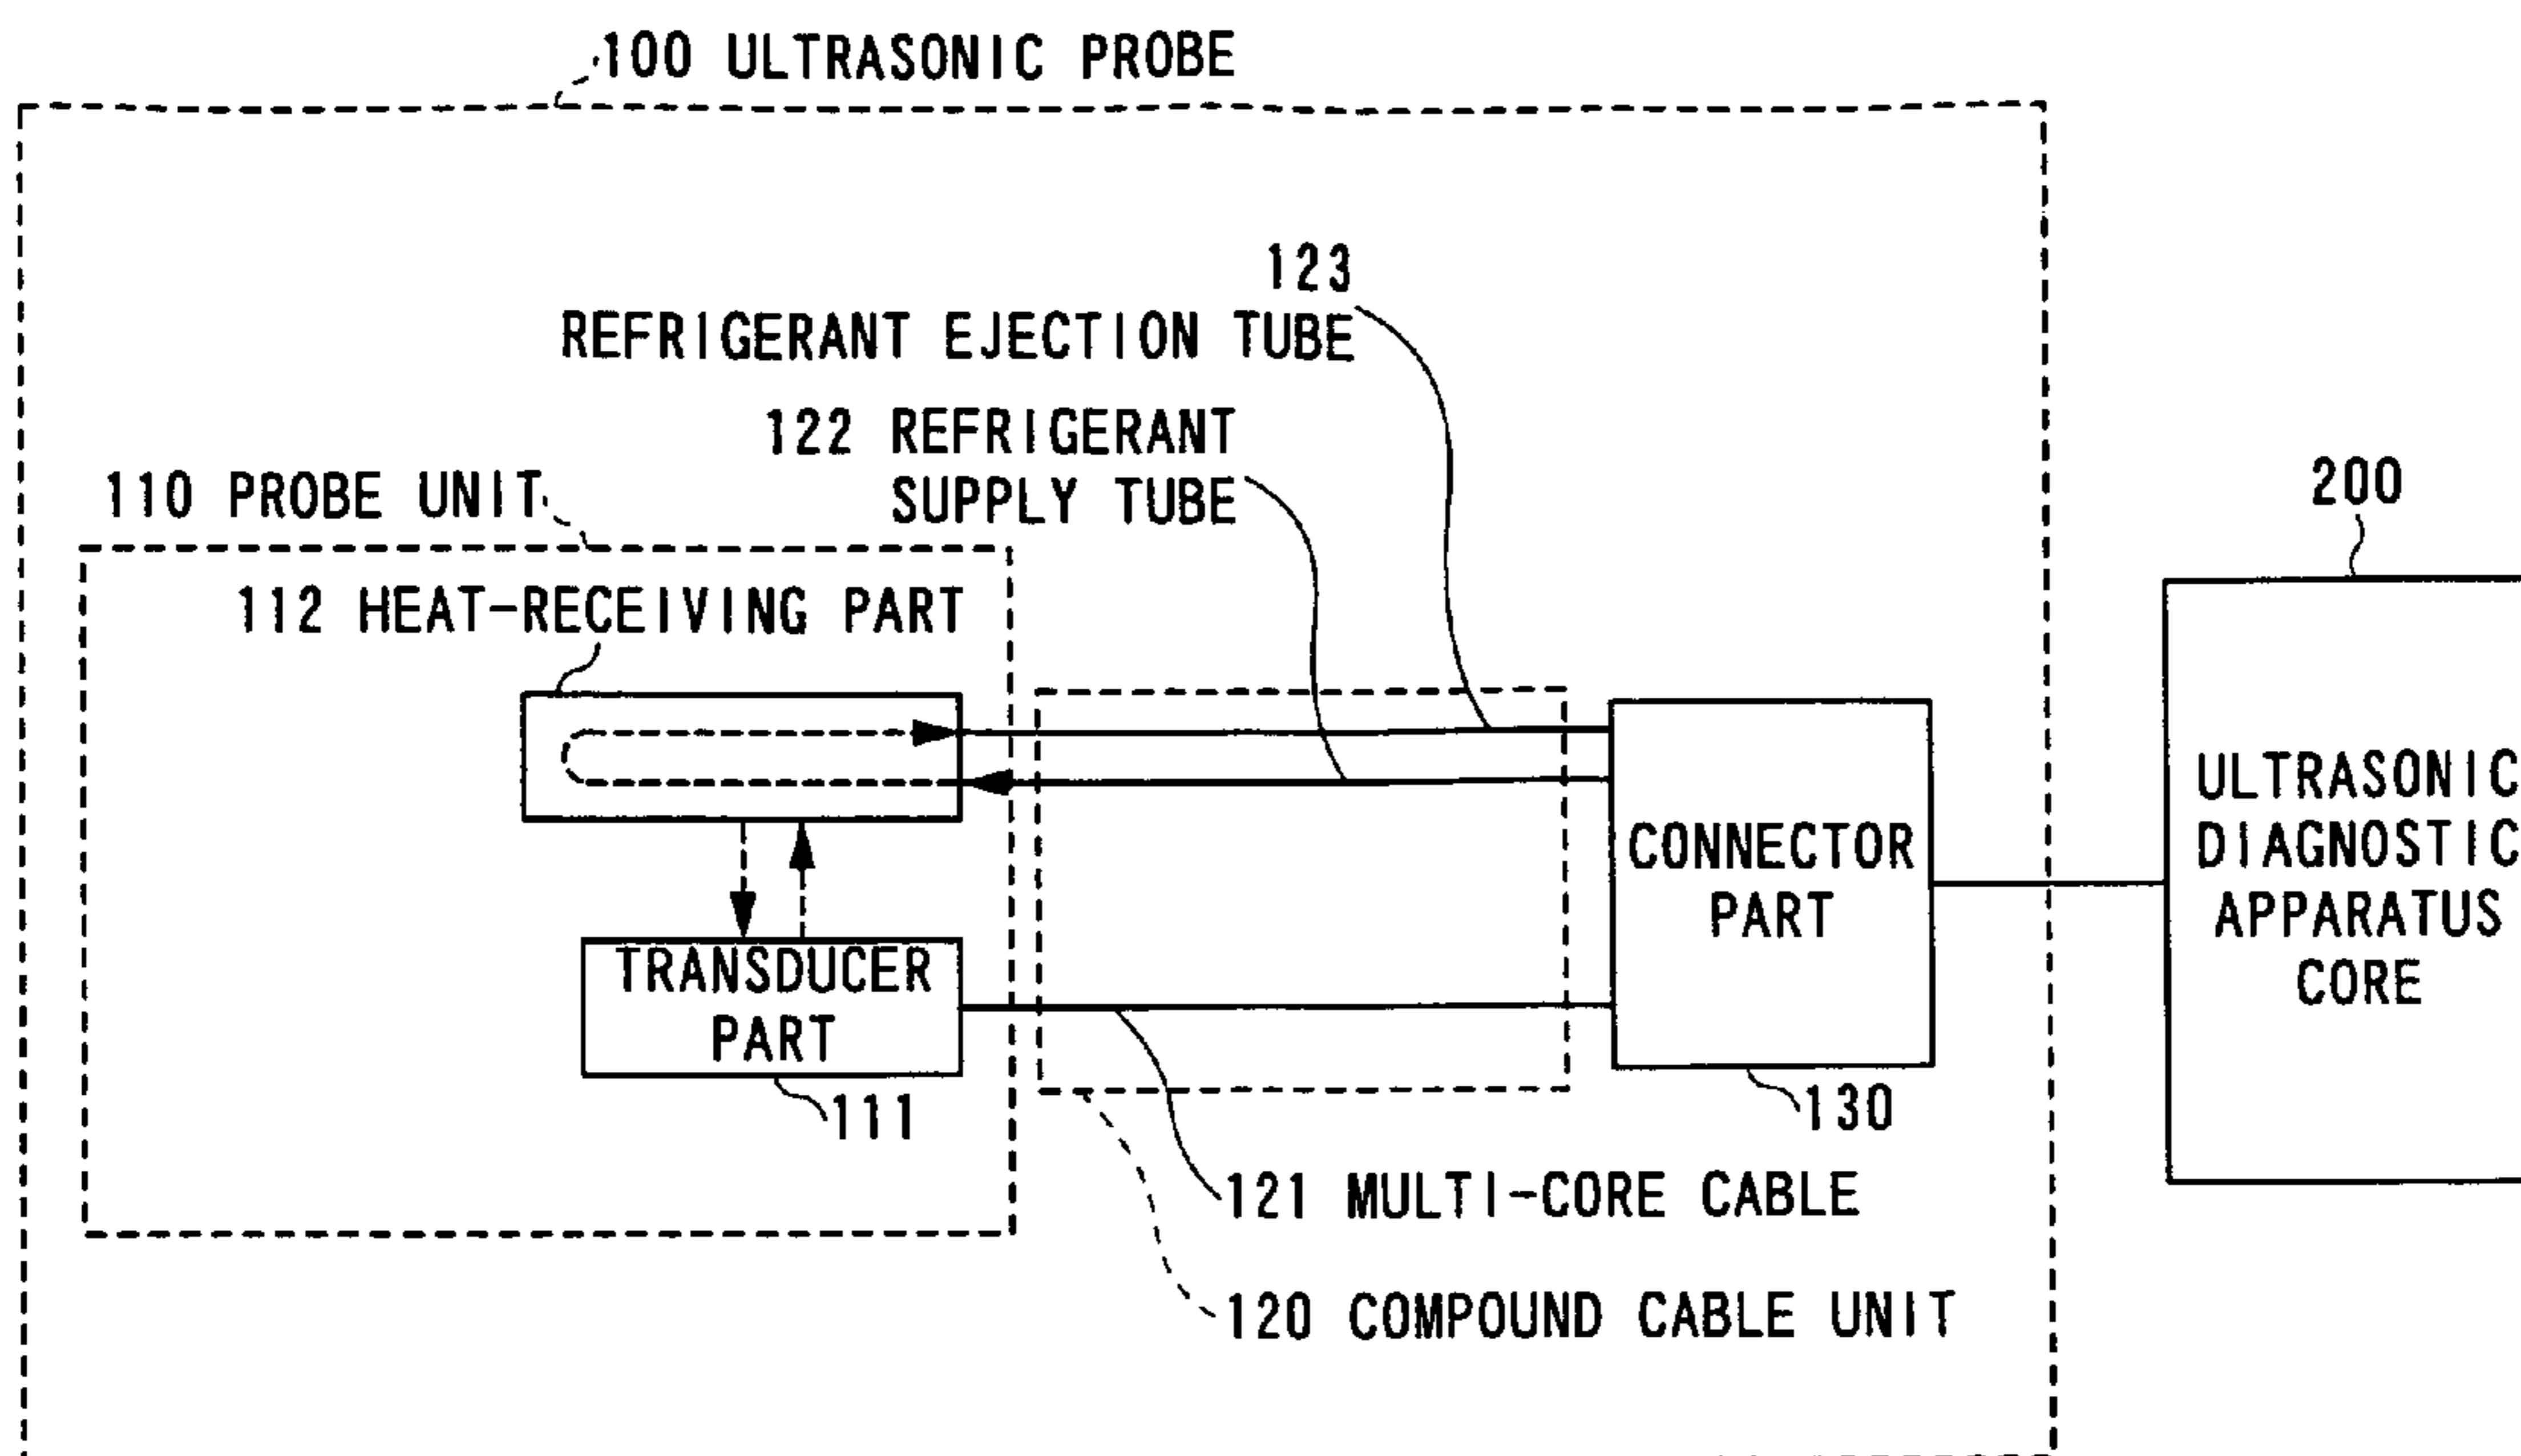 100 ULTRASONIC PROBE
123
REFRIGERANT EJECTION TUBE
122 REFRIGERANT
SUPPLY TUBE
110 PROBE UNIT
200
112 HEAT-RECEIVING PART
ULTRASONIC
DIAGNOSTIC
APPARATUS
CORE
CONNECTOR
PART
TRANSDUCER
PART
111
130
121 MULTI-CORE CABLE
120 COMPOUND CABLE UNIT